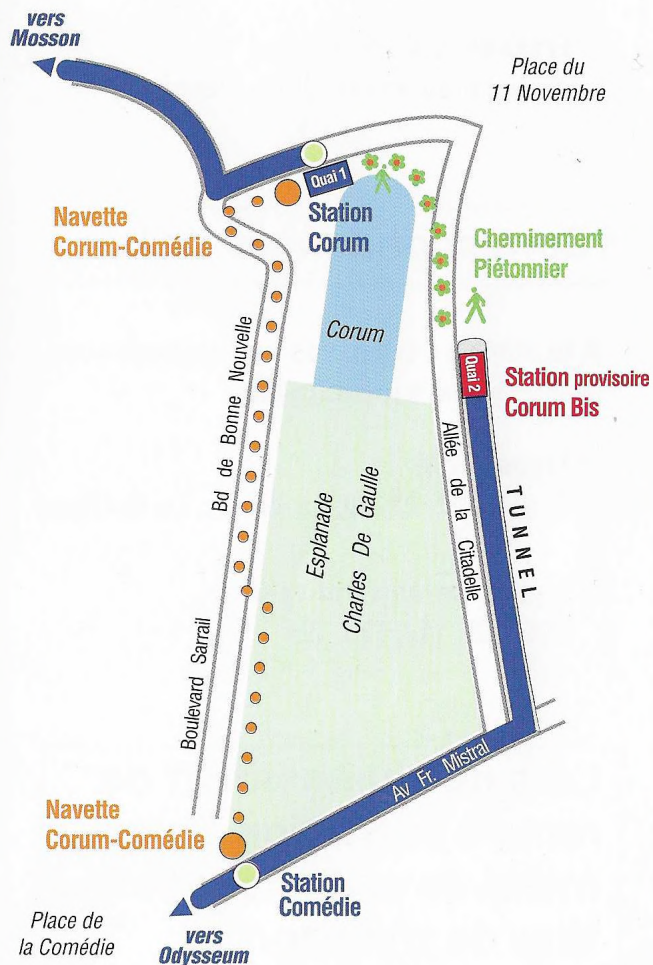 vers
Mosson
Place du
11 Novembre
Quai 1
Navette
Corum-Comédie
Station
Corum
Cheminement
Piétonnier
Corum
Quai 2
Station provisoire
Corum Bis
Bd de Bonne Nouvelle
Allée de la Citadelle
TUNNEL
Esplanade
Charles De Gaulle
Boulevard Sarrail
Av Fr. Mistral
Navette
Corum-Comédie
Station
Comédie
Place de
la Comédie
vers
Odysseum